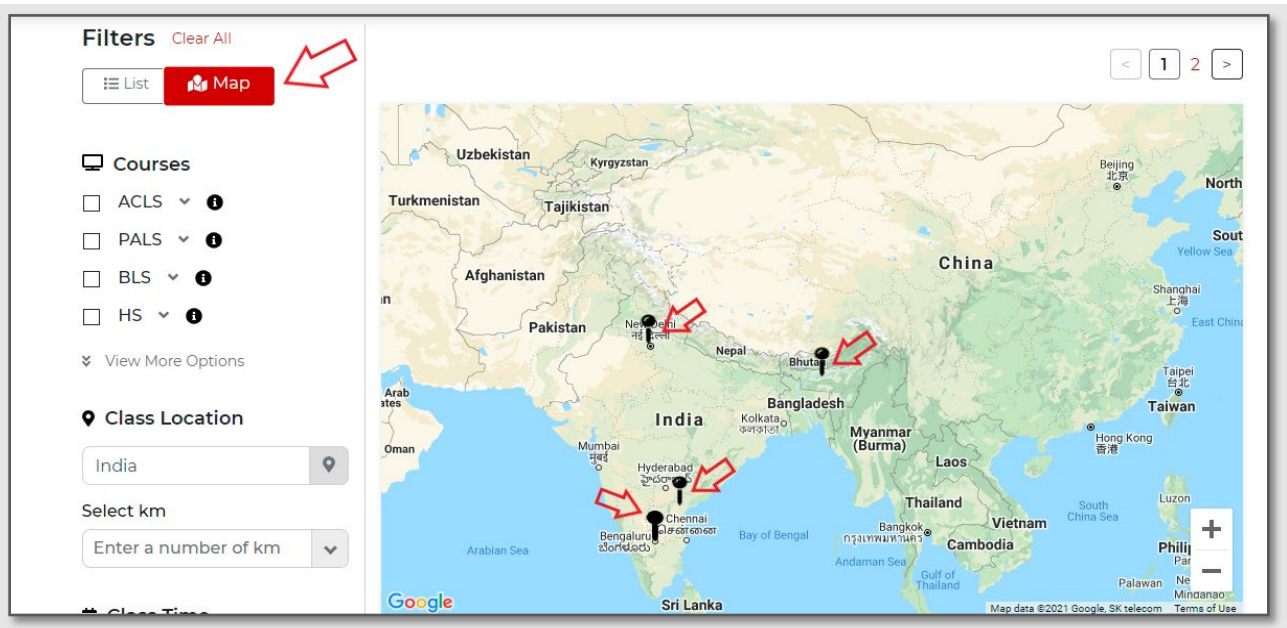 Filters Clear All
List Map
< 1 2 >
Courses
ACLS
PALS
BLS
HS
View More Options
Class Location
India
Select km
Enter a number of km
Class Time
Uzbekistan
Kyrgyzstan
Beijing
北京
North
Turkmenistan
Tajikistan
Sout
Yellow Sea
China
Afghanistan
Shanghai
上海
an
East China
Pakistan
New Delhi
Nepal
Taipei
台北
Arab
ates
Bangladesh
Taiwan
India
Kolkata
Hong Kong
香港
Myanmar
(Burma)
Oman
Mumbai
मुंबई
Laos
Hyderabad
Thailand
South
China Sea
Luzon
Vietnam
Chennai
Bangkok
กรุงเทพมหานคร
Bengaluru
Bay of Bengal
Arabian Sea
Cambodia
Philip
Andaman Sea
Gulf of
Thailand
Palawan
Mindanao
+
−
Google
Sri Lanka
Map data ©2021 Google, SK telecom Terms of Use